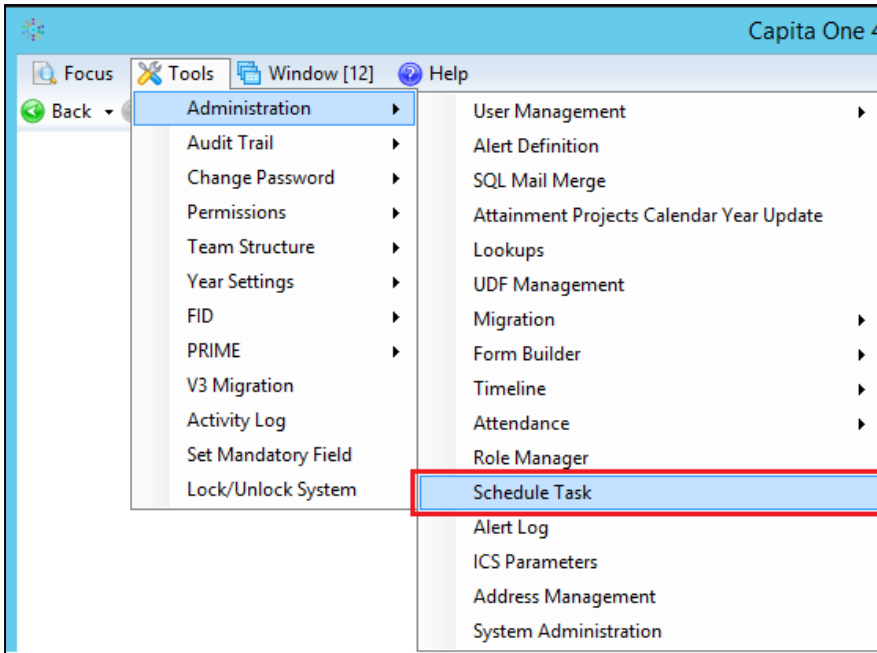 Capita One 4
Focus Tools Window [12] Help
Back
Administration
Audit Trail
Change Password
Permissions
Team Structure
Year Settings
FID
PRIME
V3 Migration
Activity Log
Set Mandatory Field
Lock/Unlock System
User Management
Alert Definition
SQL Mail Merge
Attainment Projects Calendar Year Update
Lookups
UDF Management
Migration
Form Builder
Timeline
Attendance
Role Manager
Schedule Task
Alert Log
ICS Parameters
Address Management
System Administration